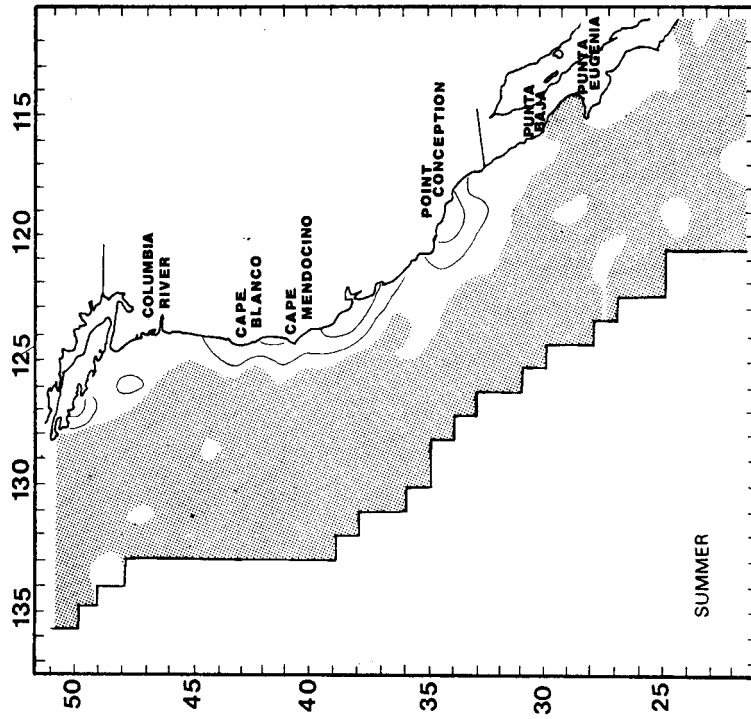 115
120
125
130
135
50
45
40
35
30
25
COLUMBIA
RIVER
CAPE
BLANCO
CAPE
MENDOCINO
POINT
CONCEPTION
PUNTA
BAJA
PUNTA
EUGENIA
SUMMER